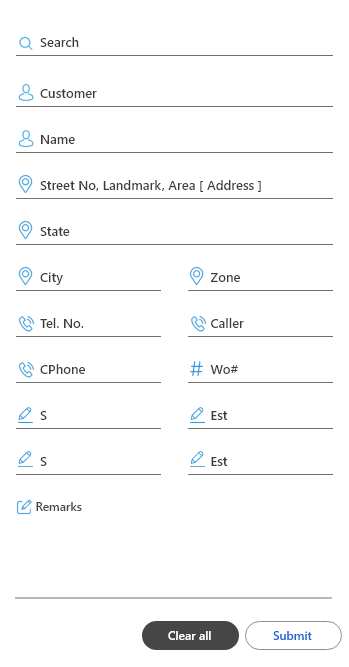 Search
Customer
Name
Street No, Landmark, Area [ Address ]
State
City Zone
Tel. No. Caller
CPhone # Wo#
S Est
S Est
Remarks
Clear all Submit